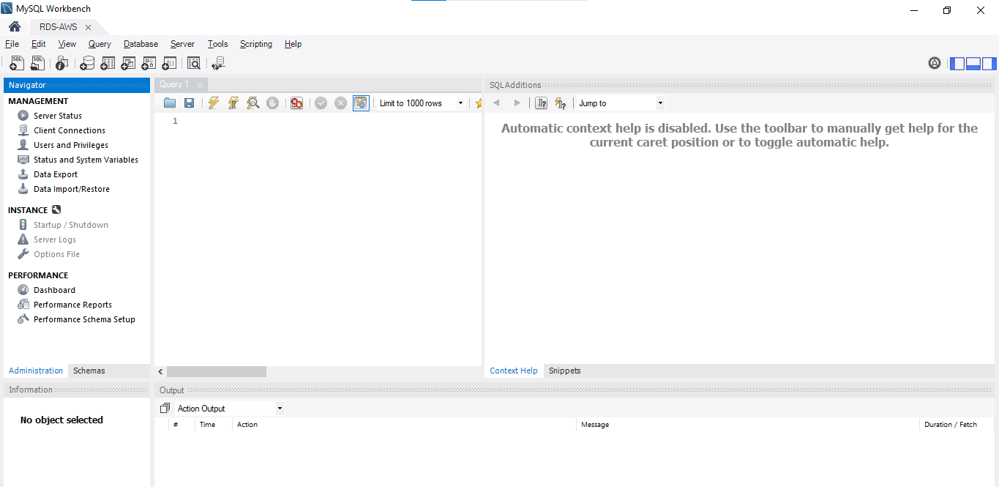 MySQL Workbench
RDS-AWS
File Edit View Query Database Server Tools Scripting Help
Navigator
MANAGEMENT
Server Status
Client Connections
Users and Privileges
Status and System Variables
Data Export
Data Import/Restore
INSTANCE
Startup / Shutdown
Server Logs
Options File
PERFORMANCE
Dashboard
Performance Reports
Performance Schema Setup
Administration Schemas
Information
No object selected
Query 1
Limit to 1000 rows
1
SQLAdditions
Jump to
Automatic context help is disabled. Use the toolbar to manually get help for the
current caret position or to toggle automatic help.
Context Help Snippets
Output
Action Output
# Time Action Message Duration / Fetch